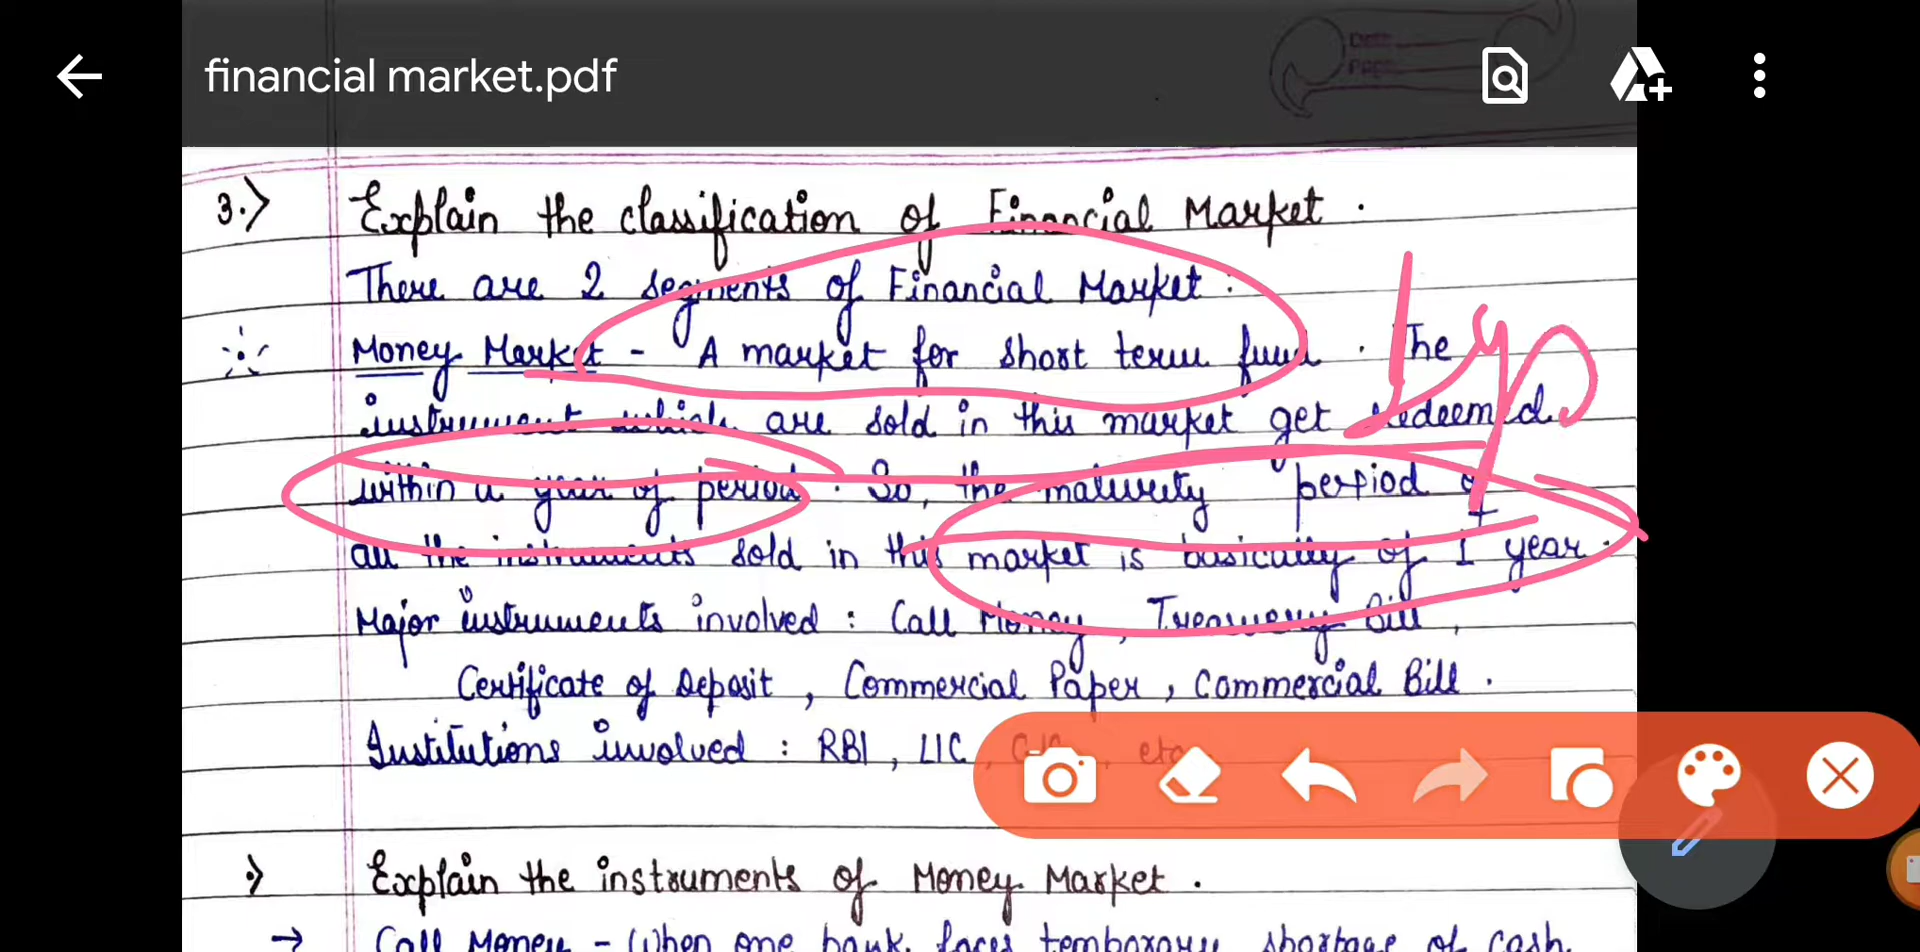 financial market.pdf
Date
Page
3.) Explain the classification of Financial Market.
There are 2 segments of Financial Market:
Money Market - A market for short term fund. The
instrument which are sold in this market get redeemed
within a year of period. So, the maturity period of
all the instruments sold in this market is basically of 1 year.
Major instruments involved: Call Money, Treasury Bill,
Certificate of Deposit, Commercial Paper, Commercial Bill.
Institutions involved: RBI, LIC, etc
Explain the instruments of Money Market.
→ Call Money - When one bank faces temporary shortage of cash,